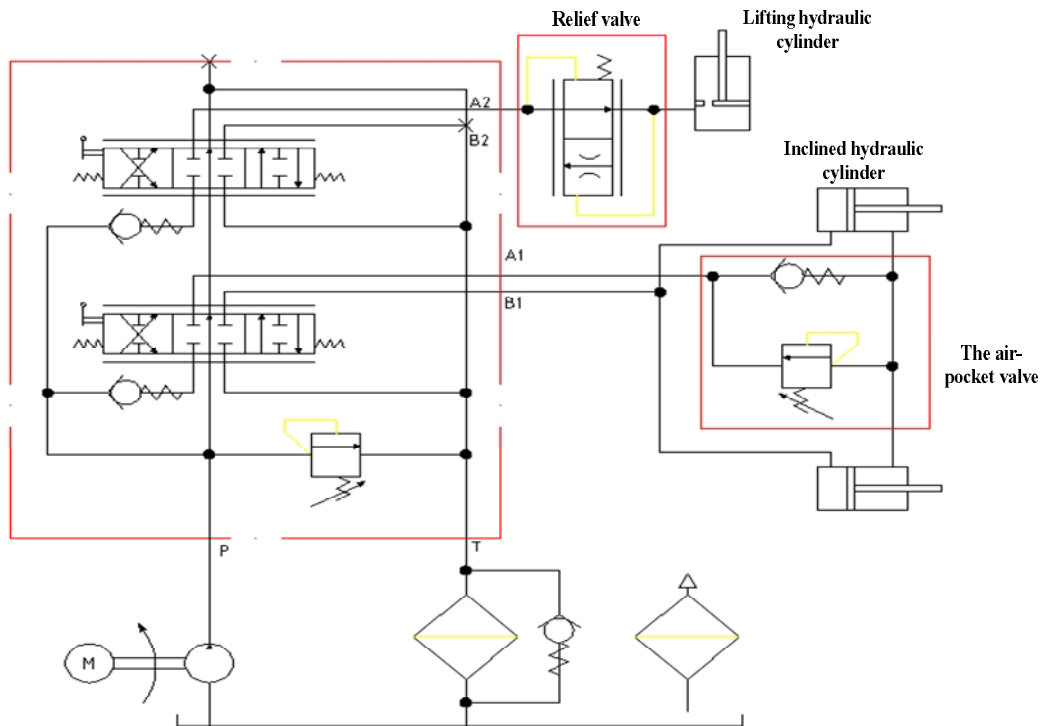 Relief valve
Lifting hydraulic
cylinder
A2
B2
Inclined hydraulic
cylinder
A1
B1
The air-
pocket valve
P
T
M